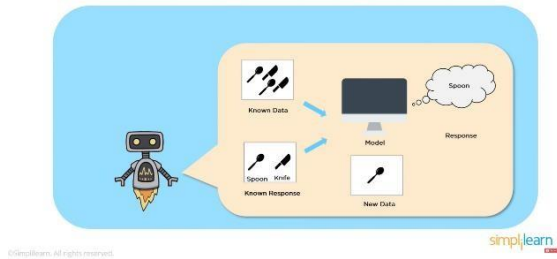 Known Data
Spoon Knife
Known Response
Model
New Data
Spoon
Response
©Simplilearn. All rights reserved.
simplilearn